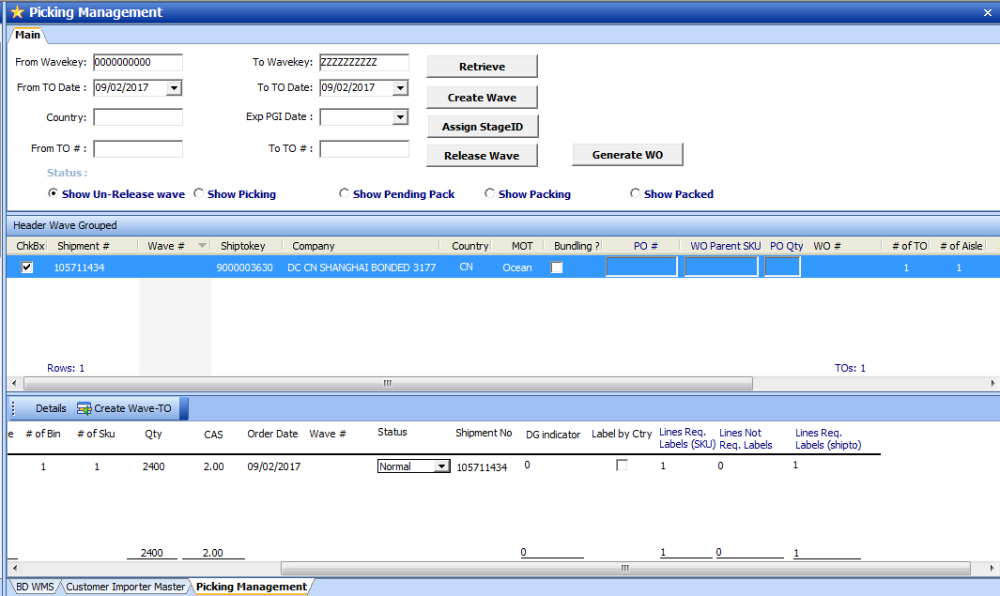 Picking Management
Main
From Wavekey: 0000000000 To Wavekey: ZZZZZZZZZZ Retrieve
From TO Date : 09/02/2017 To TO Date: 09/02/2017 Create Wave
Country: Exp PGI Date : Assign StageID
From TO # : To TO # : Release Wave Generate WO
Status :
Show Un-Release wave Show Picking Show Pending Pack Show Packing Show Packed
Header Wave Grouped
ChkBx Shipment # Wave # Shiptokey Company Country MOT Bundling ? PO # WO Parent SKU PO Qty WO # # of TO # of Aisle
105711434 9000003630 DC CN SHANGHAI BONDED 3177 CN Ocean 1 1
Rows: 1 TOs: 1
Details Create Wave-TO
e # of Bin # of Sku Qty CAS Order Date Wave # Status Shipment No DG indicator Label by Ctry Lines Req. Labels (SKU) Lines Not Req. Labels Lines Req. Labels (shipto)
1 1 2400 2.00 09/02/2017 Normal 105711434 0 1 0 1
2400 2.00 0 1 0 1
BD WMS Customer Importer Master Picking Management